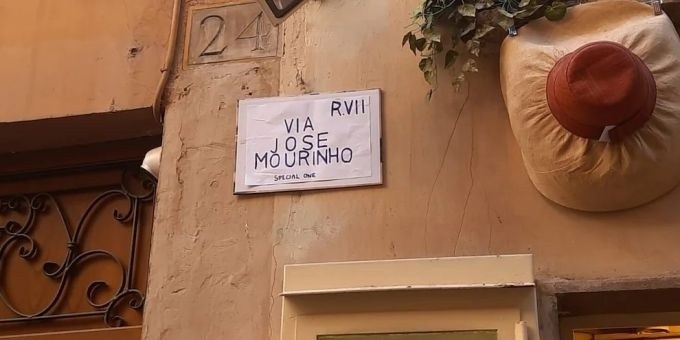 24
R.VII
VIA
JOSE
MOURINHO
SPECIAL ONE